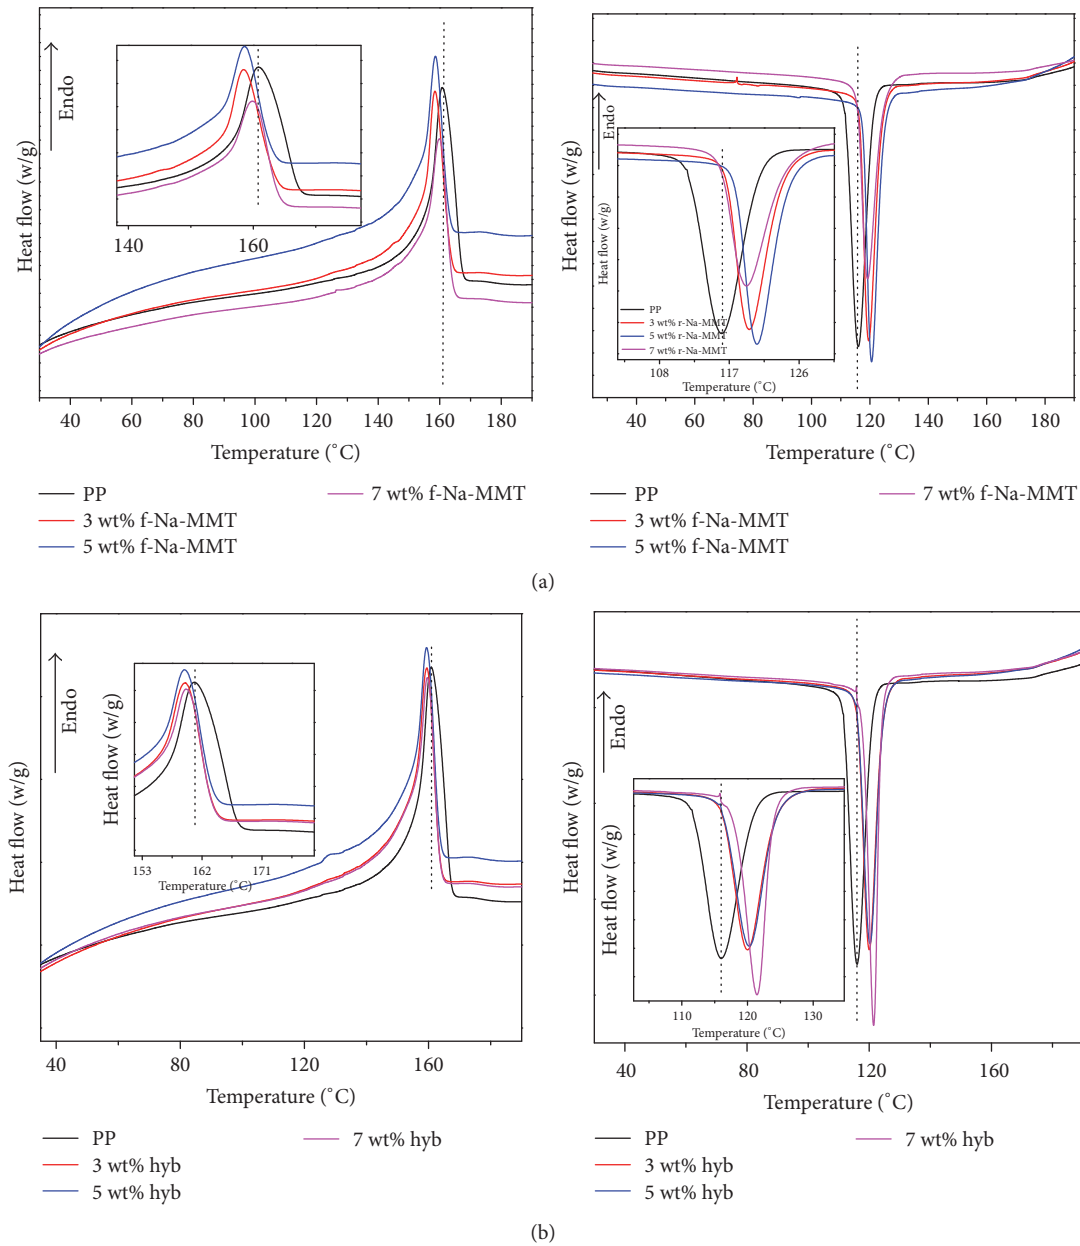 Endo
Heat flow (w/g)
140
160
40
60
80
100
120
140
160
180
Temperature (°C)
PP
7 wt% f-Na-MMT
3 wt% f-Na-MMT
5 wt% f-Na-MMT
Endo
Heat flow (w/g)
Heat flow (w/g)
PP
3 wt% r-Na-MMT
5 wt% r-Na-MMT
7 wt% r-Na-MMT
108
117
126
Temperature (°C)
40
60
80
100
120
140
160
180
Temperature (°C)
PP
7 wt% f-Na-MMT
3 wt% f-Na-MMT
5 wt% f-Na-MMT
(a)
Endo
Heat flow (w/g)
Heat flow (w/g)
153
162
171
Temperature (°C)
40
80
120
160
Temperature (°C)
PP
7 wt% hyb
3 wt% hyb
5 wt% hyb
Endo
Heat flow (w/g)
Heat flow (w/g)
110
120
130
Temperature (°C)
40
80
120
160
Temperature (°C)
PP
7 wt% hyb
3 wt% hyb
5 wt% hyb
(b)